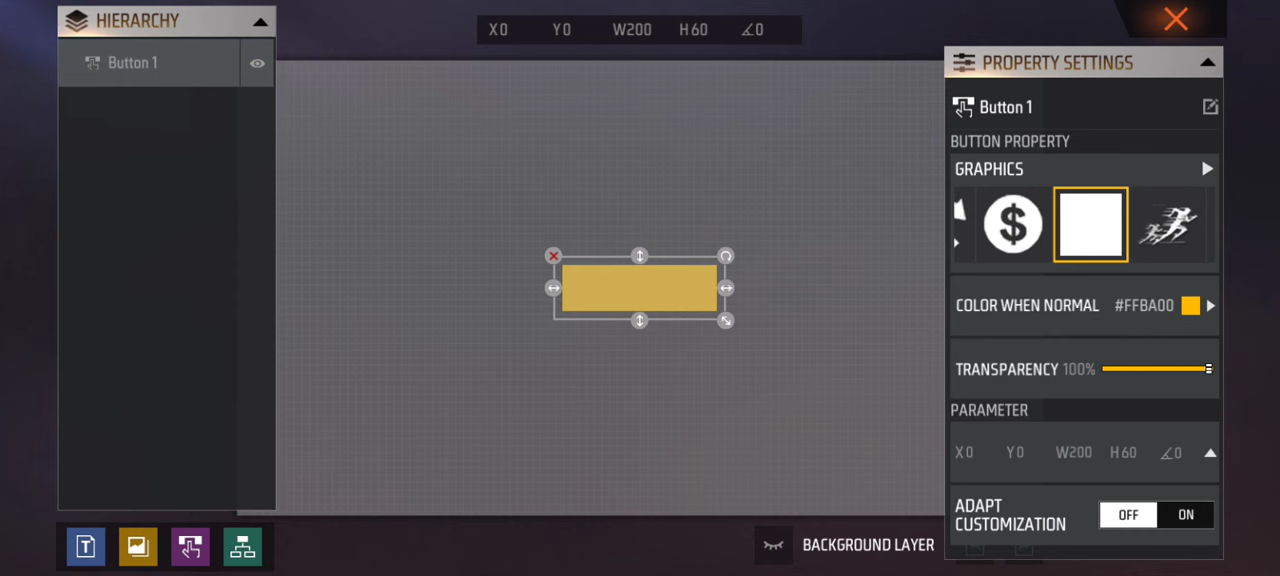 HIERARCHY
Button 1
X0 Y0 W200 H60 ∠0
PROPERTY SETTINGS
Button 1
BUTTON PROPERTY
GRAPHICS
$
COLOR WHEN NORMAL #FFBA00
TRANSPARENCY 100%
PARAMETER
X0 Y0 W200 H60 ∠0
ADAPT
CUSTOMIZATION
OFF ON
T
BACKGROUND LAYER